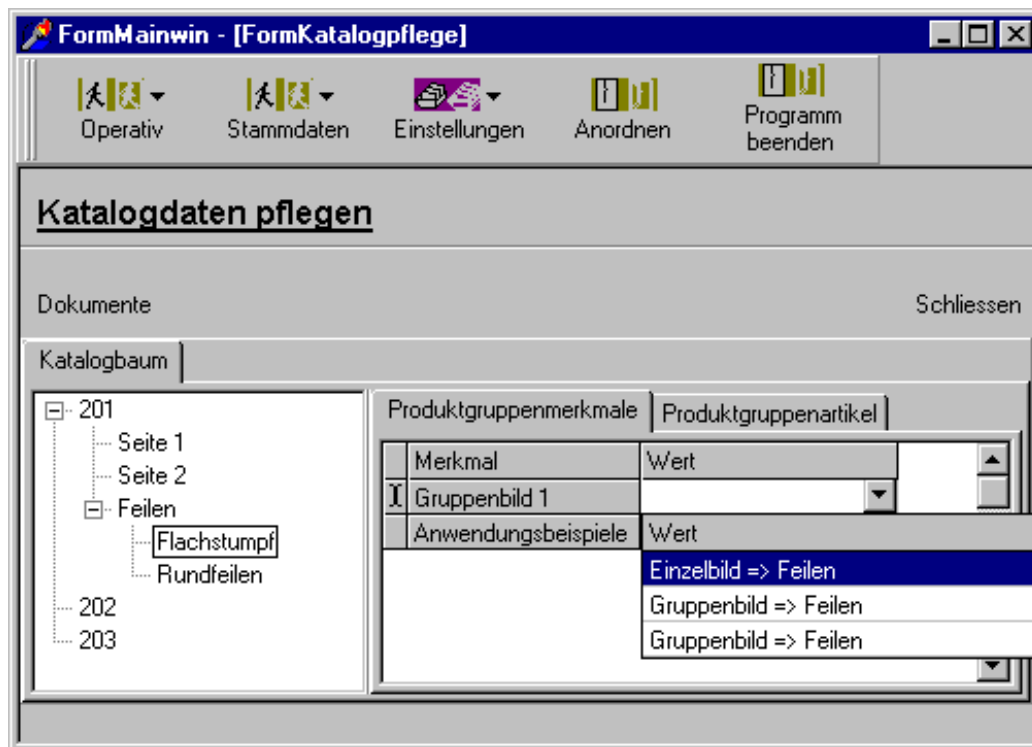 FormMainwin - [FormKatalogpflege]
Operativ Stammdaten Einstellungen Anordnen Programm beenden
Katalogdaten pflegen
Dokumente Schliessen
Katalogbaum
201
Seite 1
Seite 2
Feilen
Flachstumpf
Rundfeilen
202
203
Produktgruppenmerkmale Produktgruppenartikel
Merkmal Wert
Gruppenbild 1
Anwendungsbeispiele Wert
Einzelbild => Feilen
Gruppenbild => Feilen
Gruppenbild => Feilen